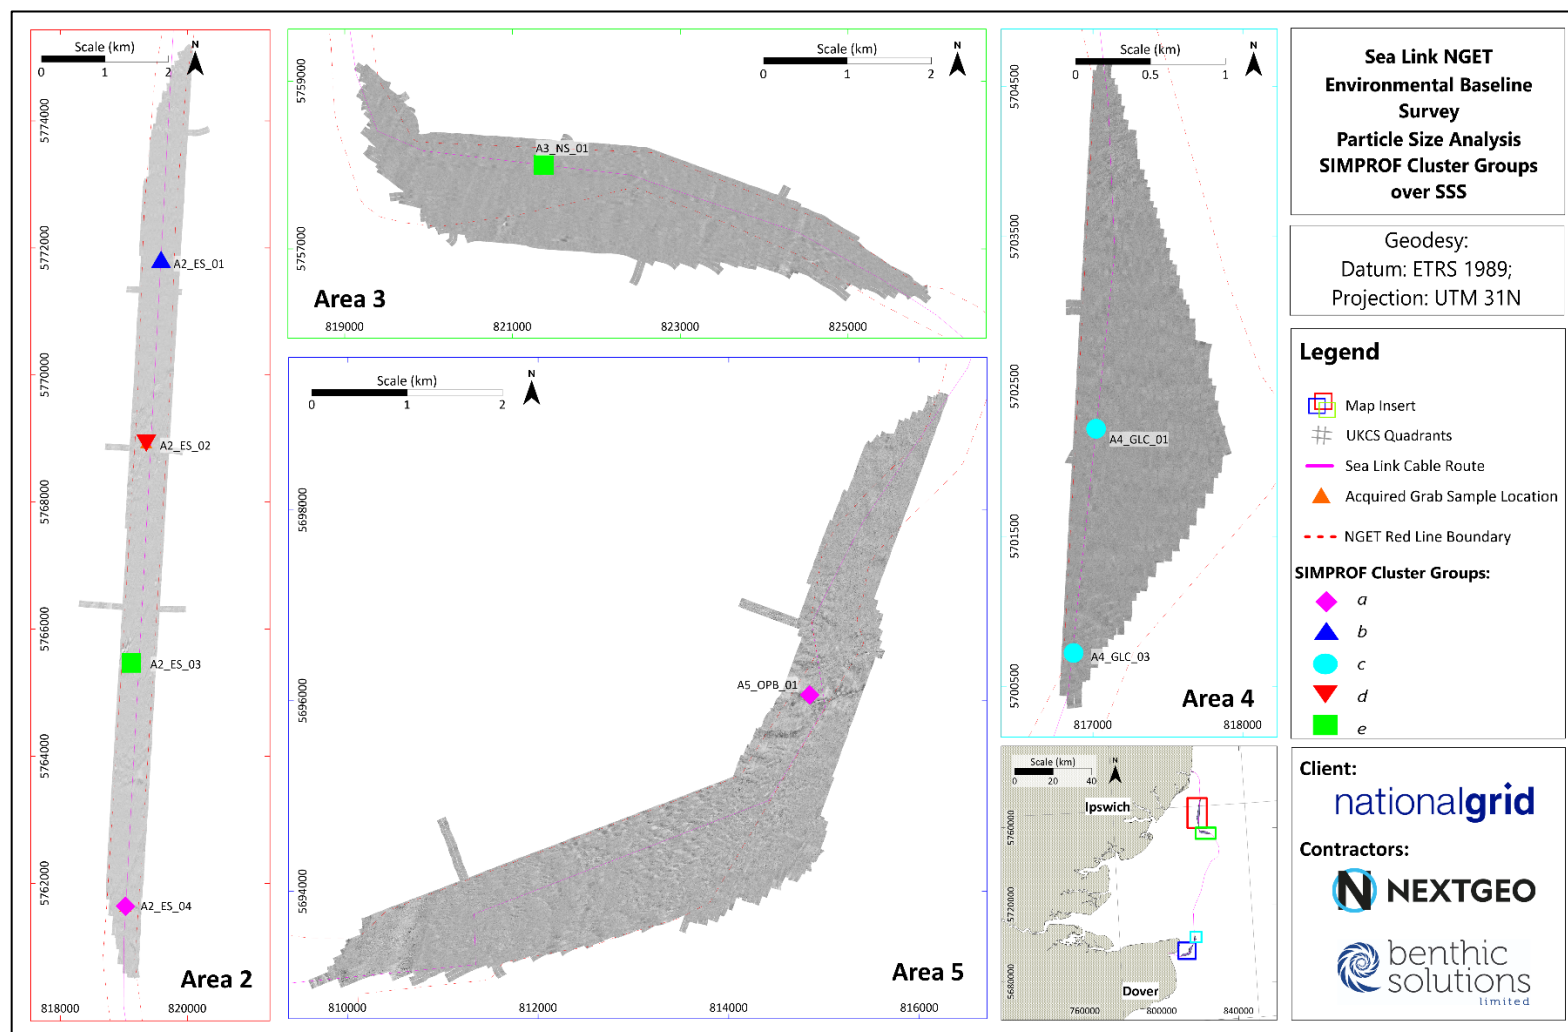 Scale (km)
0 1 2
N
5774000
5772000
5770000
5768000
5766000
5764000
5762000
A2_ES_01
A2_ES_02
A2_ES_03
A2_ES_04
Area 2
818000 820000
Scale (km)
0 1 2
N
5759000
5757000
A3_NS_01
Area 3
819000 821000 823000 825000
Scale (km)
0 1 2
N
5698000
5696000
5694000
A5_OPB_01
Area 5
810000 812000 814000 816000
Scale (km)
0 0.5 1
N
5704500
5703500
5702500
5701500
5700500
A4_GLC_01
A4_GLC_03
Area 4
817000 818000
Scale (km)
0 20 40
N
Ipswich
Dover
5760000
5720000
5680000
760000 800000 840000
Sea Link NGET
Environmental Baseline
Survey
Particle Size Analysis
SIMPROF Cluster Groups
over SSS
Geodesy:
Datum: ETRS 1989;
Projection: UTM 31N
Legend
Map Insert
UKCS Quadrants
Sea Link Cable Route
Acquired Grab Sample Location
NGET Red Line Boundary
SIMPROF Cluster Groups:
a
b
c
d
e
Client:
nationalgrid
Contractors:
N NEXTGEO
benthic
solutions
limited